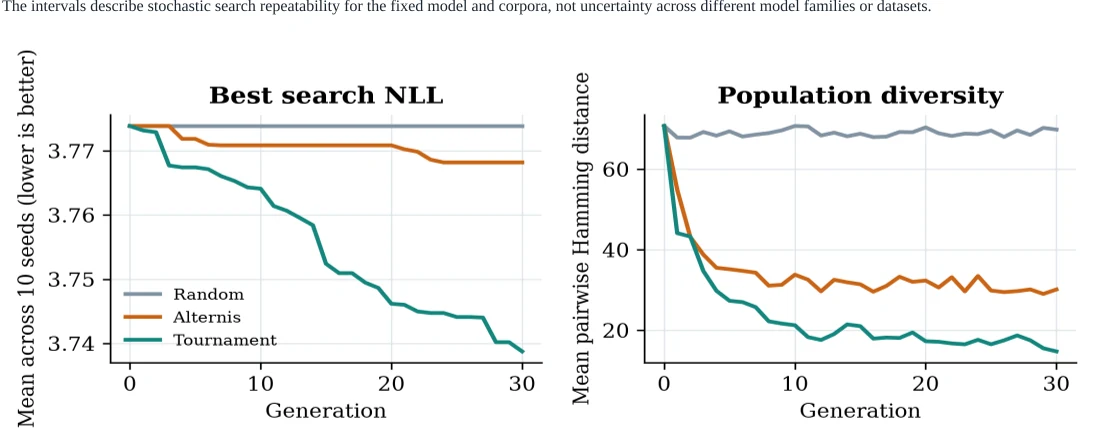 The intervals describe stochastic search repeatability for the fixed model and corpora, not uncertainty across different model families or datasets.
Best search NLL
Mean across 10 seeds (lower is better)
3.77
3.76
3.75
3.74
Random
Alternis
Tournament
0 10 20 30
Generation
Population diversity
Mean pairwise Hamming distance
60
40
20
0 10 20 30
Generation